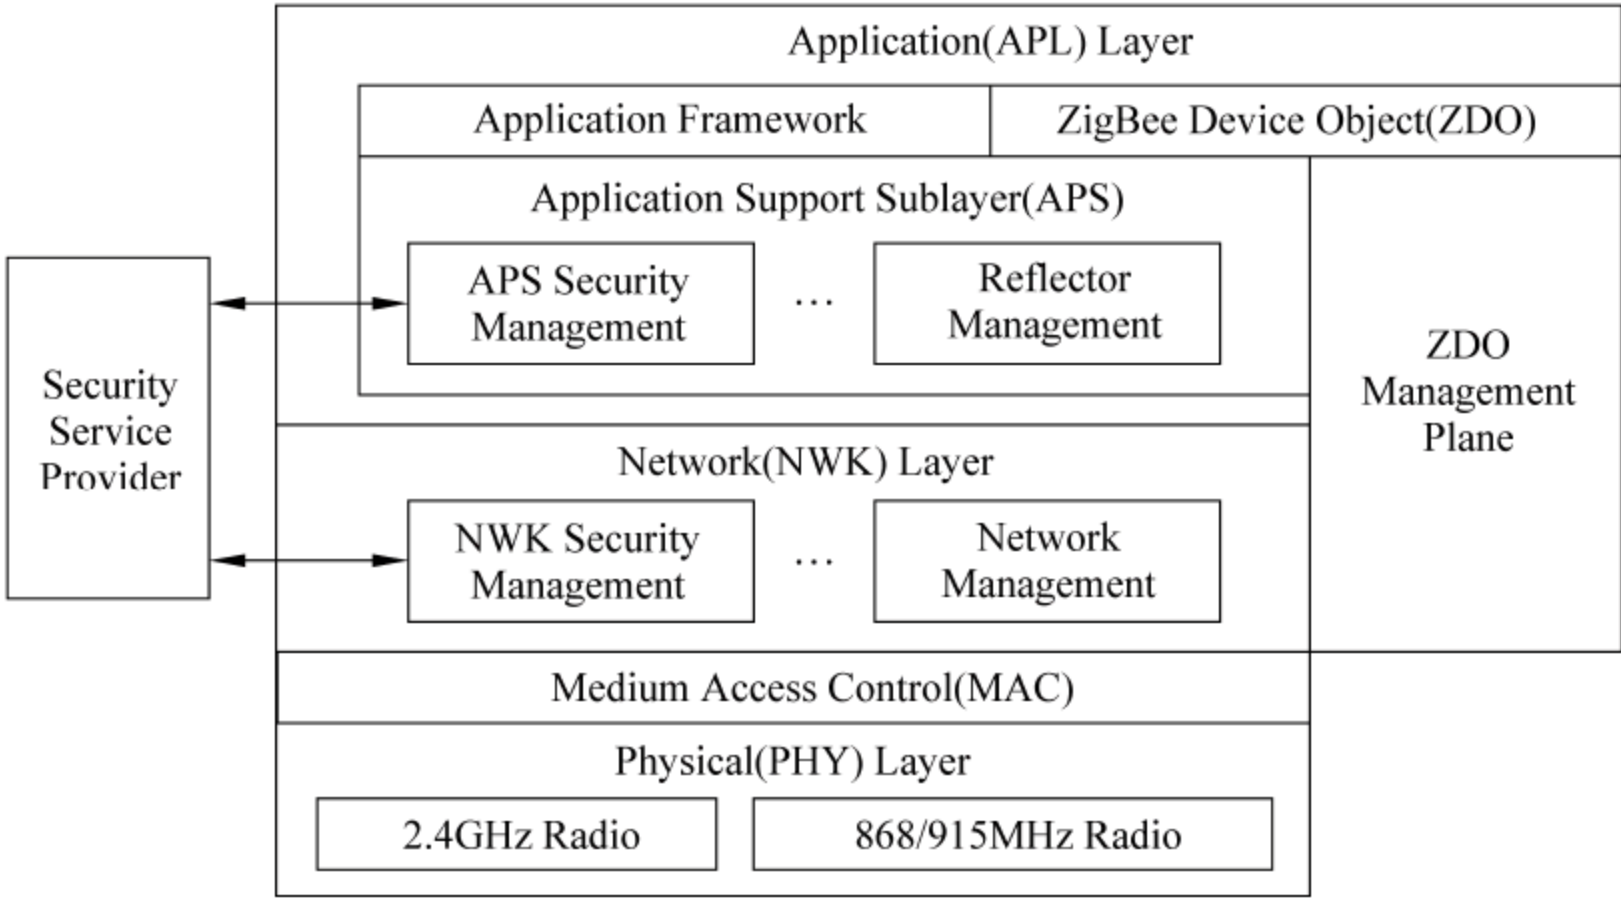 Application(APL) Layer
Application Framework
ZigBee Device Object(ZDO)
Application Support Sublayer(APS)
APS Security
Management
...
Reflector
Management
Security
Service
Provider
ZDO
Management
Plane
Network(NWK) Layer
NWK Security
Management
...
Network
Management
Medium Access Control(MAC)
Physical(PHY) Layer
2.4GHz Radio
868/915MHz Radio